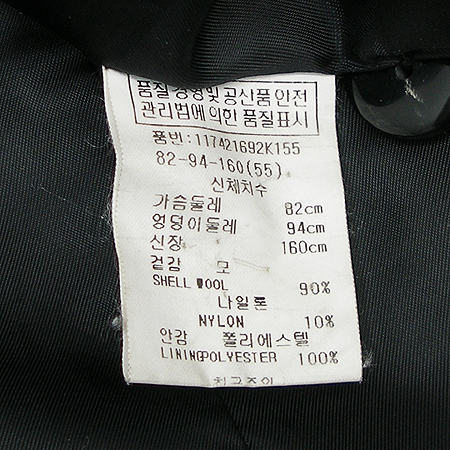 품질경영및 공산품안전
관리법에의한 품질표시
품번:117421692K155
82-94-160(55)
신체치수
가슴둘레 82cm
엉덩이둘레 94cm
신장 160cm
겉감 모
SHELL WOOL 90%
나일론
NYLON 10%
안감 폴리에스텔
LININGPOLYESTER 100%